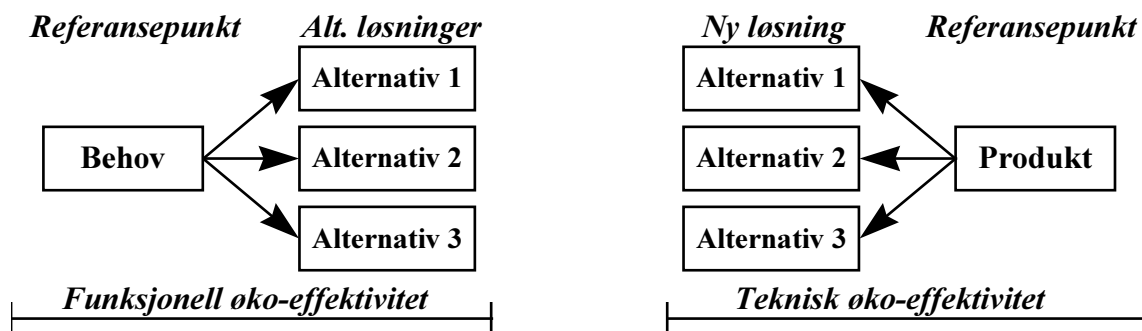 Referansepunkt Alt. løsninger Ny løsning Referansepunkt
Alternativ 1 Alternativ 1
Behov Alternativ 2 Alternativ 2 Produkt
Alternativ 3 Alternativ 3
Funksjonell øko-effektivitet Teknisk øko-effektivitet